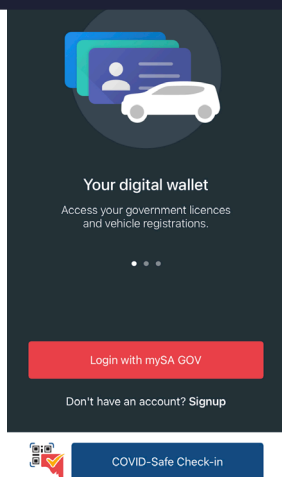 Your digital wallet
Access your government licences
and vehicle registrations.
Login with mySA GOV
Don't have an account? Signup
COVID-Safe Check-in